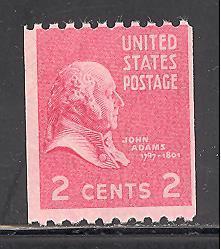 UNITED
STATES
POSTAGE
JOHN
ADAMS
1797-1801
2 CENTS 2